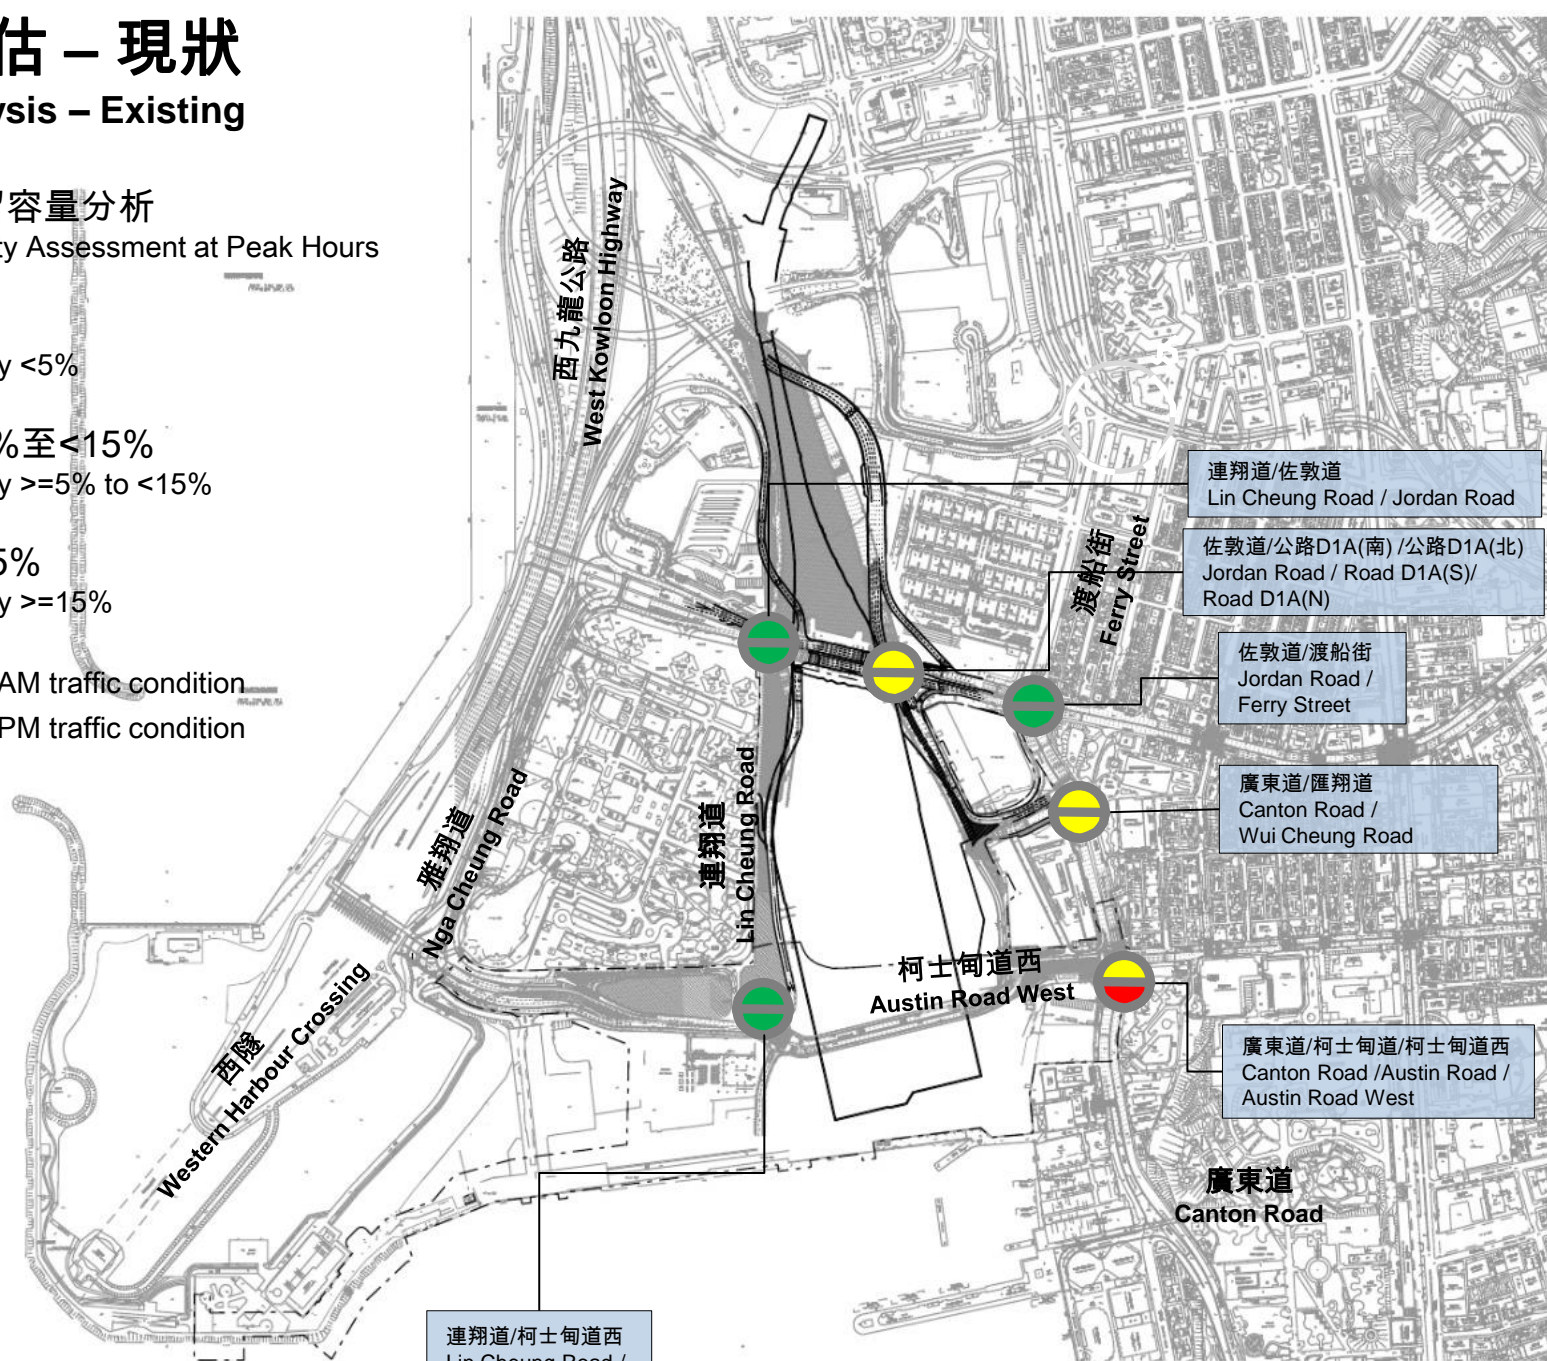 估 – 現狀
ysis – Existing
容量分析
ty Assessment at Peak Hours
y <5%
%至<15%
y >=5% to <15%
5%
y >=15%
AM traffic condition
PM traffic condition
西九龍公路
West Kowloon Highway
連翔道/佐敦道
Lin Cheung Road / Jordan Road
佐敦道/公路D1A(南) /公路D1A(北)
Jordan Road / Road D1A(S)/
Road D1A(N)
渡船街
Ferry Street
佐敦道/渡船街
Jordan Road /
Ferry Street
廣東道/匯翔道
Canton Road /
Wui Cheung Road
雅翔道
Nga Cheung Road
連翔道
Lin Cheung Road
柯士甸道西
Austin Road West
西隧
Western Harbour Crossing
廣東道/柯士甸道/柯士甸道西
Canton Road /Austin Road /
Austin Road West
廣東道
Canton Road
連翔道/柯士甸道西
Lin Cheung Road /